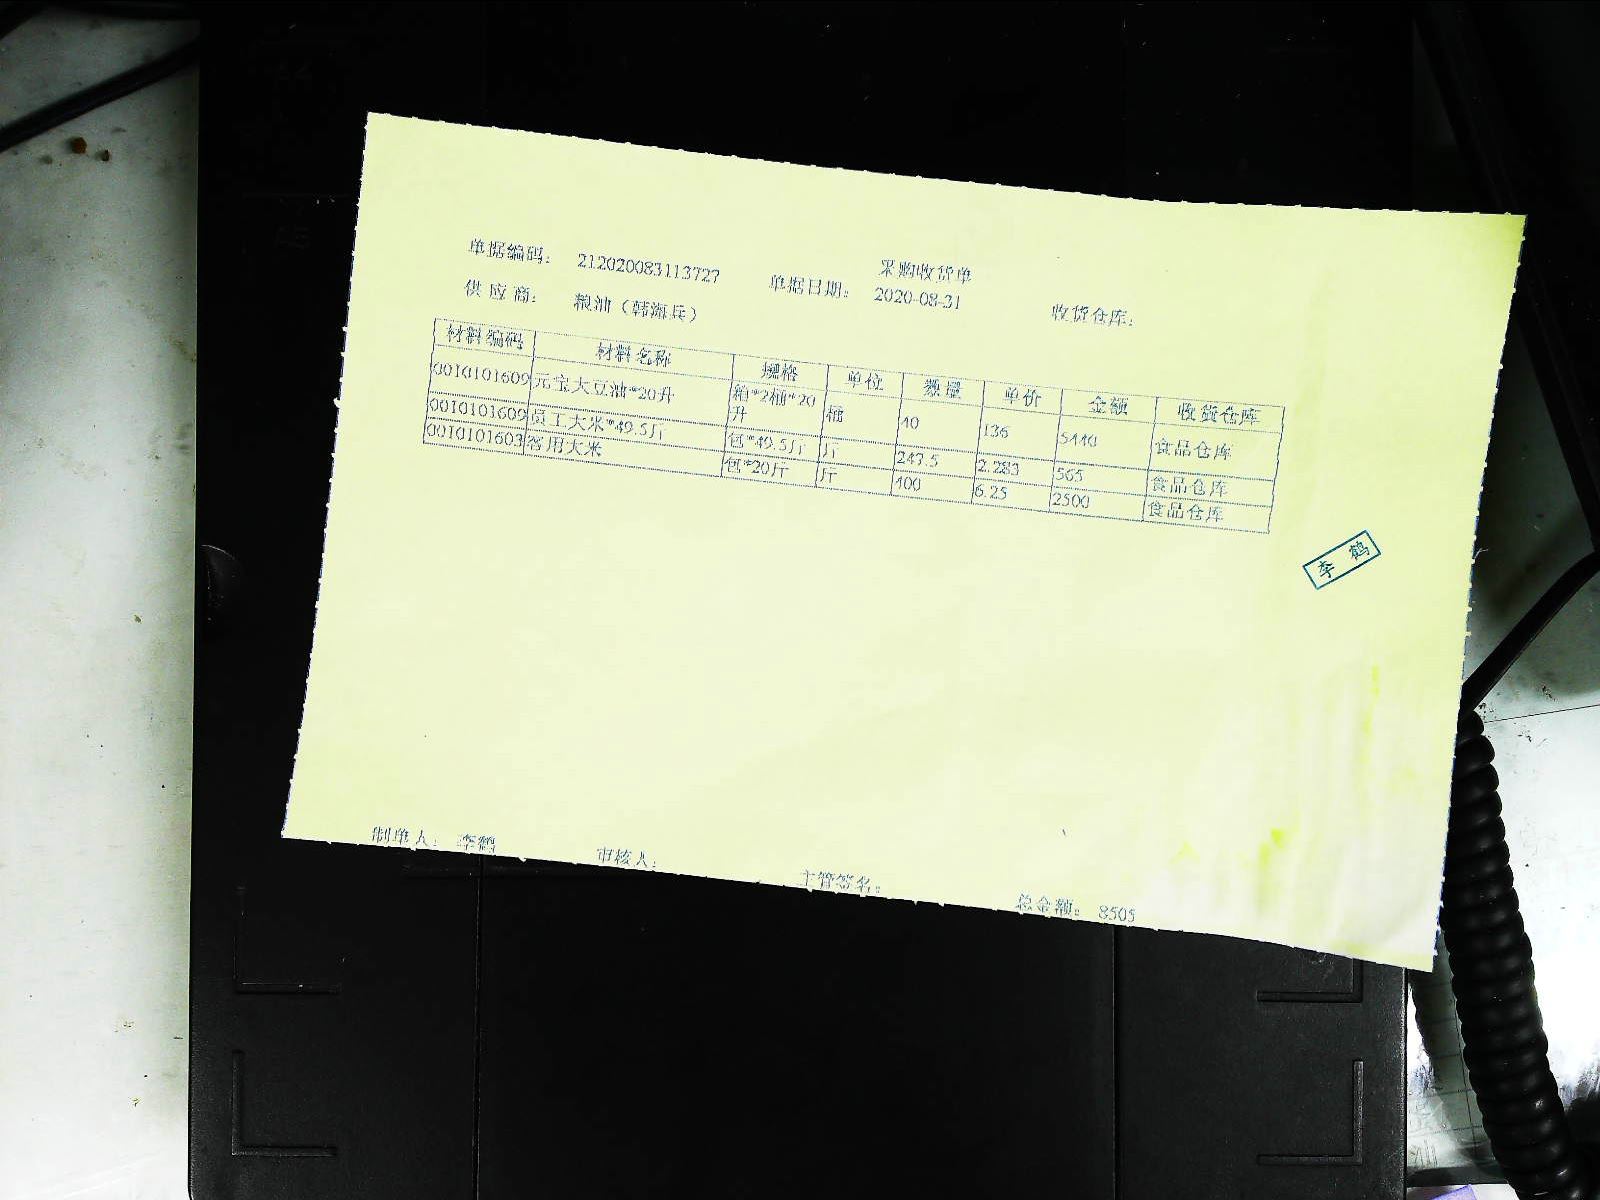 采购收货单
单据编码： 212020083113727 单据日期： 2020-08-31 收货仓库：
供应商： 粮油（韩海兵）
材料编码 材料名称 规格 单位 数量 单价 金额 收货仓库
0010101609 元宝大豆油*20升 箱*2桶*20升 桶 40 136 5440 食品仓库
0010101609 员工大米*49.5斤 包*49.5斤 斤 247.5 2.283 565 食品仓库
0010101603 客用大米 包*20斤 斤 400 6.25 2500 食品仓库
李鹤
制单人： 李鹤 审核人： 主管签名： 总金额： 8505